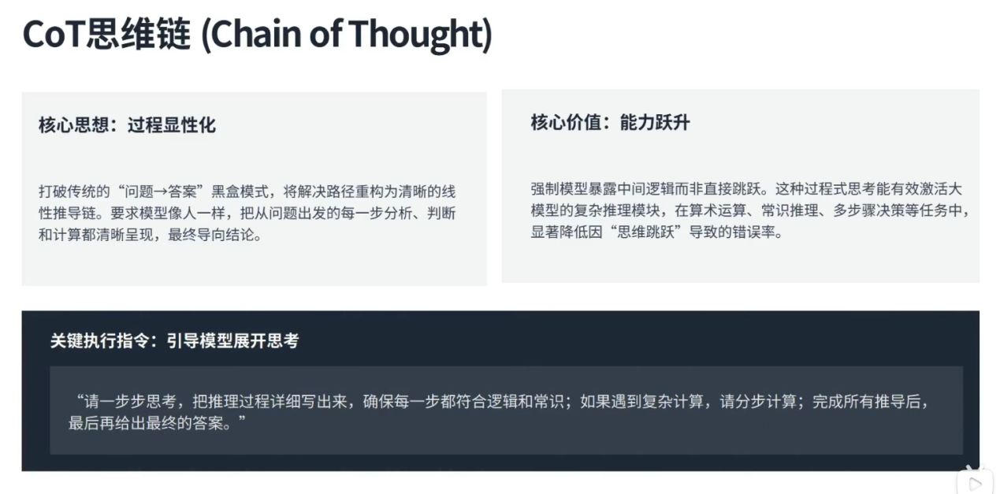 CoT思维链 (Chain of Thought)
核心思想：过程显性化
打破传统的“问题→答案”黑盒模式，将解决路径重构为清晰的线
性推导链。要求模型像人一样，把从问题出发的每一步分析、判断
和计算都清晰呈现，最终导向结论。
核心价值：能力跃升
强制模型暴露中间逻辑而非直接跳跃。这种过程式思考能有效激活大
模型的复杂推理模块，在算术运算、常识推理、多步骤决策等任务中，
显著降低因“思维跳跃”导致的错误率。
关键执行指令：引导模型展开思考
“请一步步思考，把推理过程详细写出来，确保每一步都符合逻辑和常识；如果遇到复杂计算，请分步计算；完成所有推导后，
最后再给出最终的答案。”